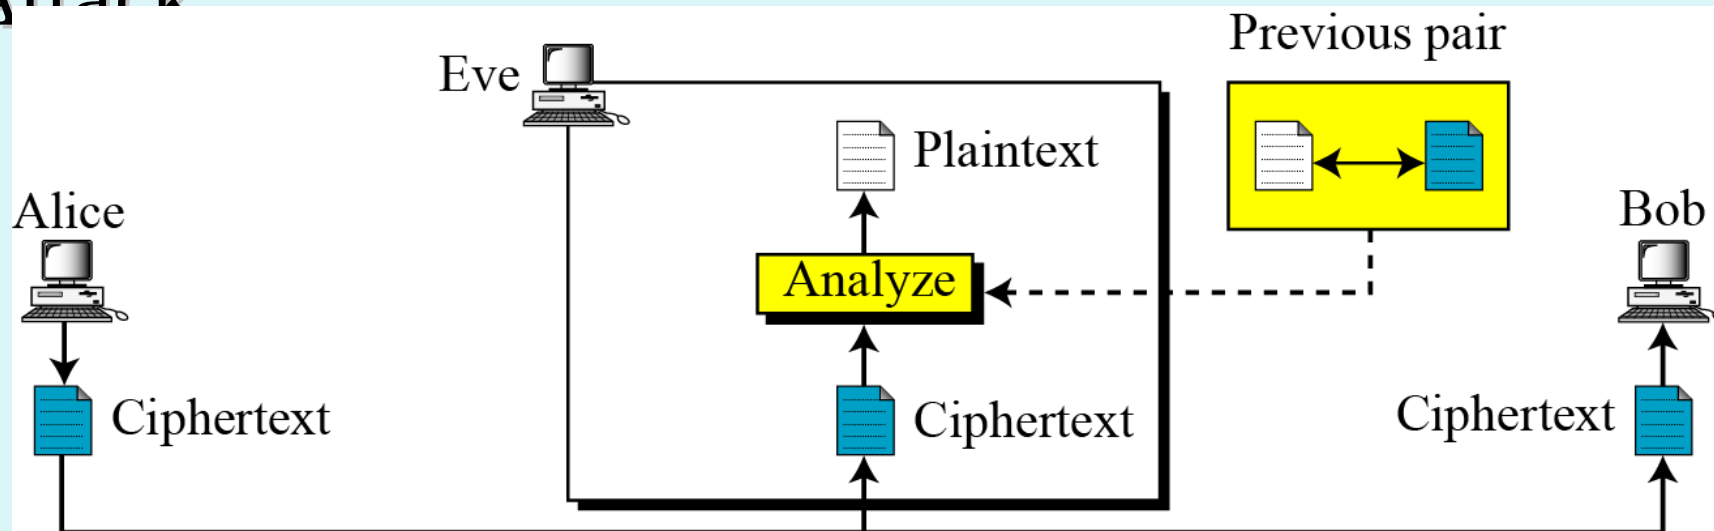 Previous pair
Eve
Plaintext
Alice
Bob
Analyze
Ciphertext
Ciphertext
Ciphertext